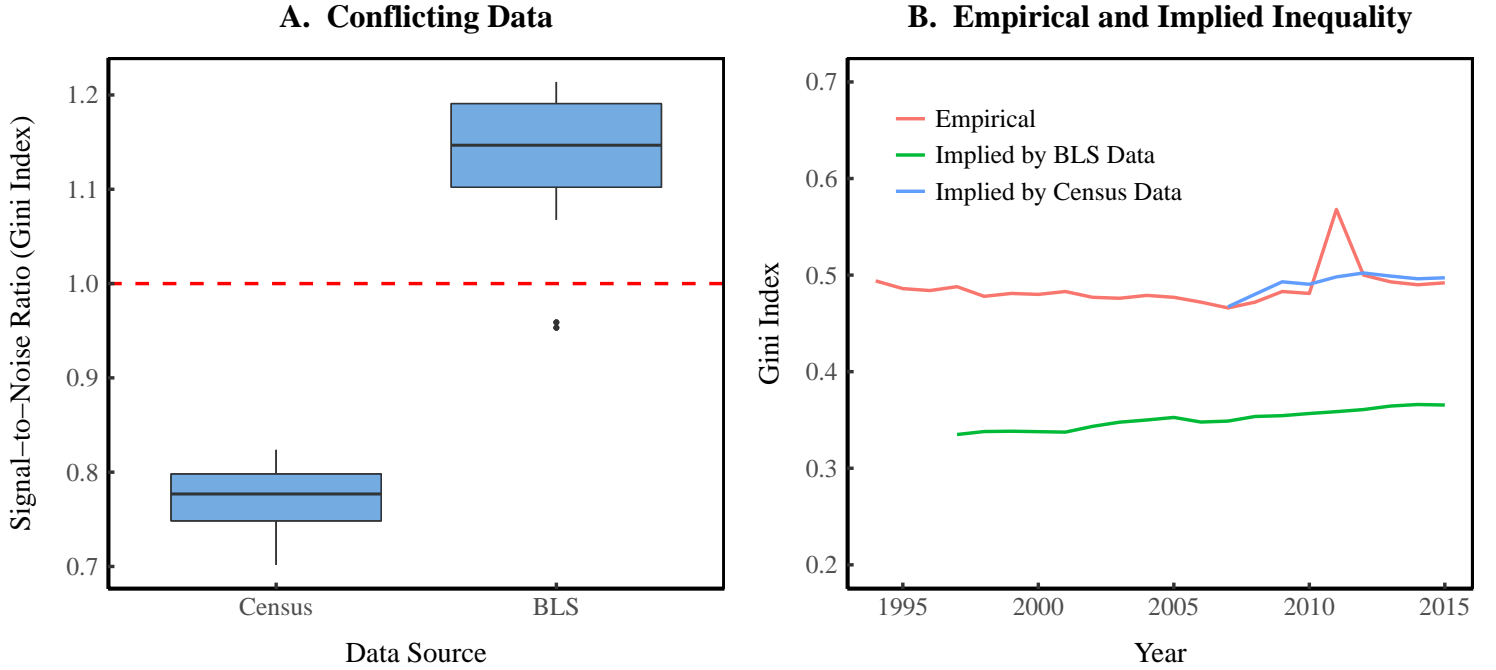 A. Conflicting Data
Signal−to−Noise Ratio (Gini Index)
1.2
1.1
1.0
0.9
0.8
0.7
Census
BLS
Data Source
B. Empirical and Implied Inequality
Gini Index
0.7
0.6
0.5
0.4
0.3
0.2
Empirical
Implied by BLS Data
Implied by Census Data
1995
2000
2005
2010
2015
Year